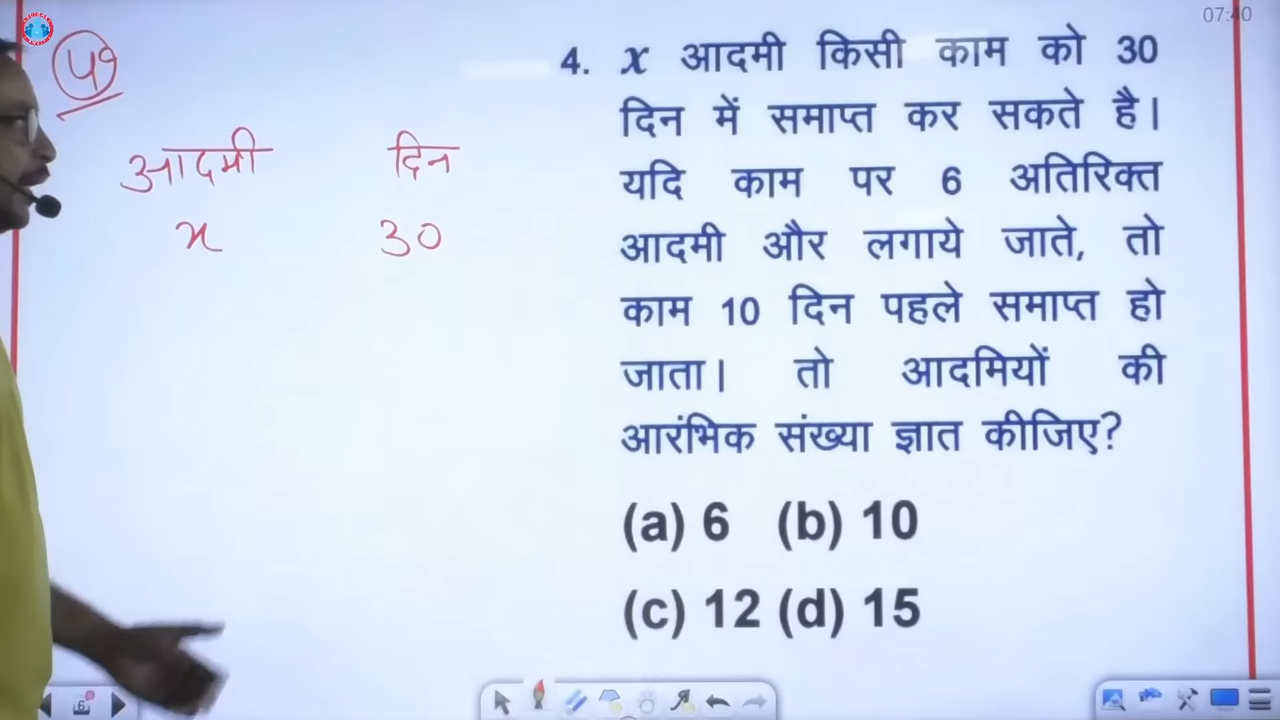 07:40
५१
आदमी दिन
x 30
4. x आदमी किसी काम को 30
दिन में समाप्त कर सकते है।
यदि काम पर 6 अतिरिक्त
आदमी और लगाये जाते, तो
काम 10 दिन पहले समाप्त हो
जाता। तो आदमियों की
आरंभिक संख्या ज्ञात कीजिए?
(a) 6 (b) 10
(c) 12 (d) 15
6